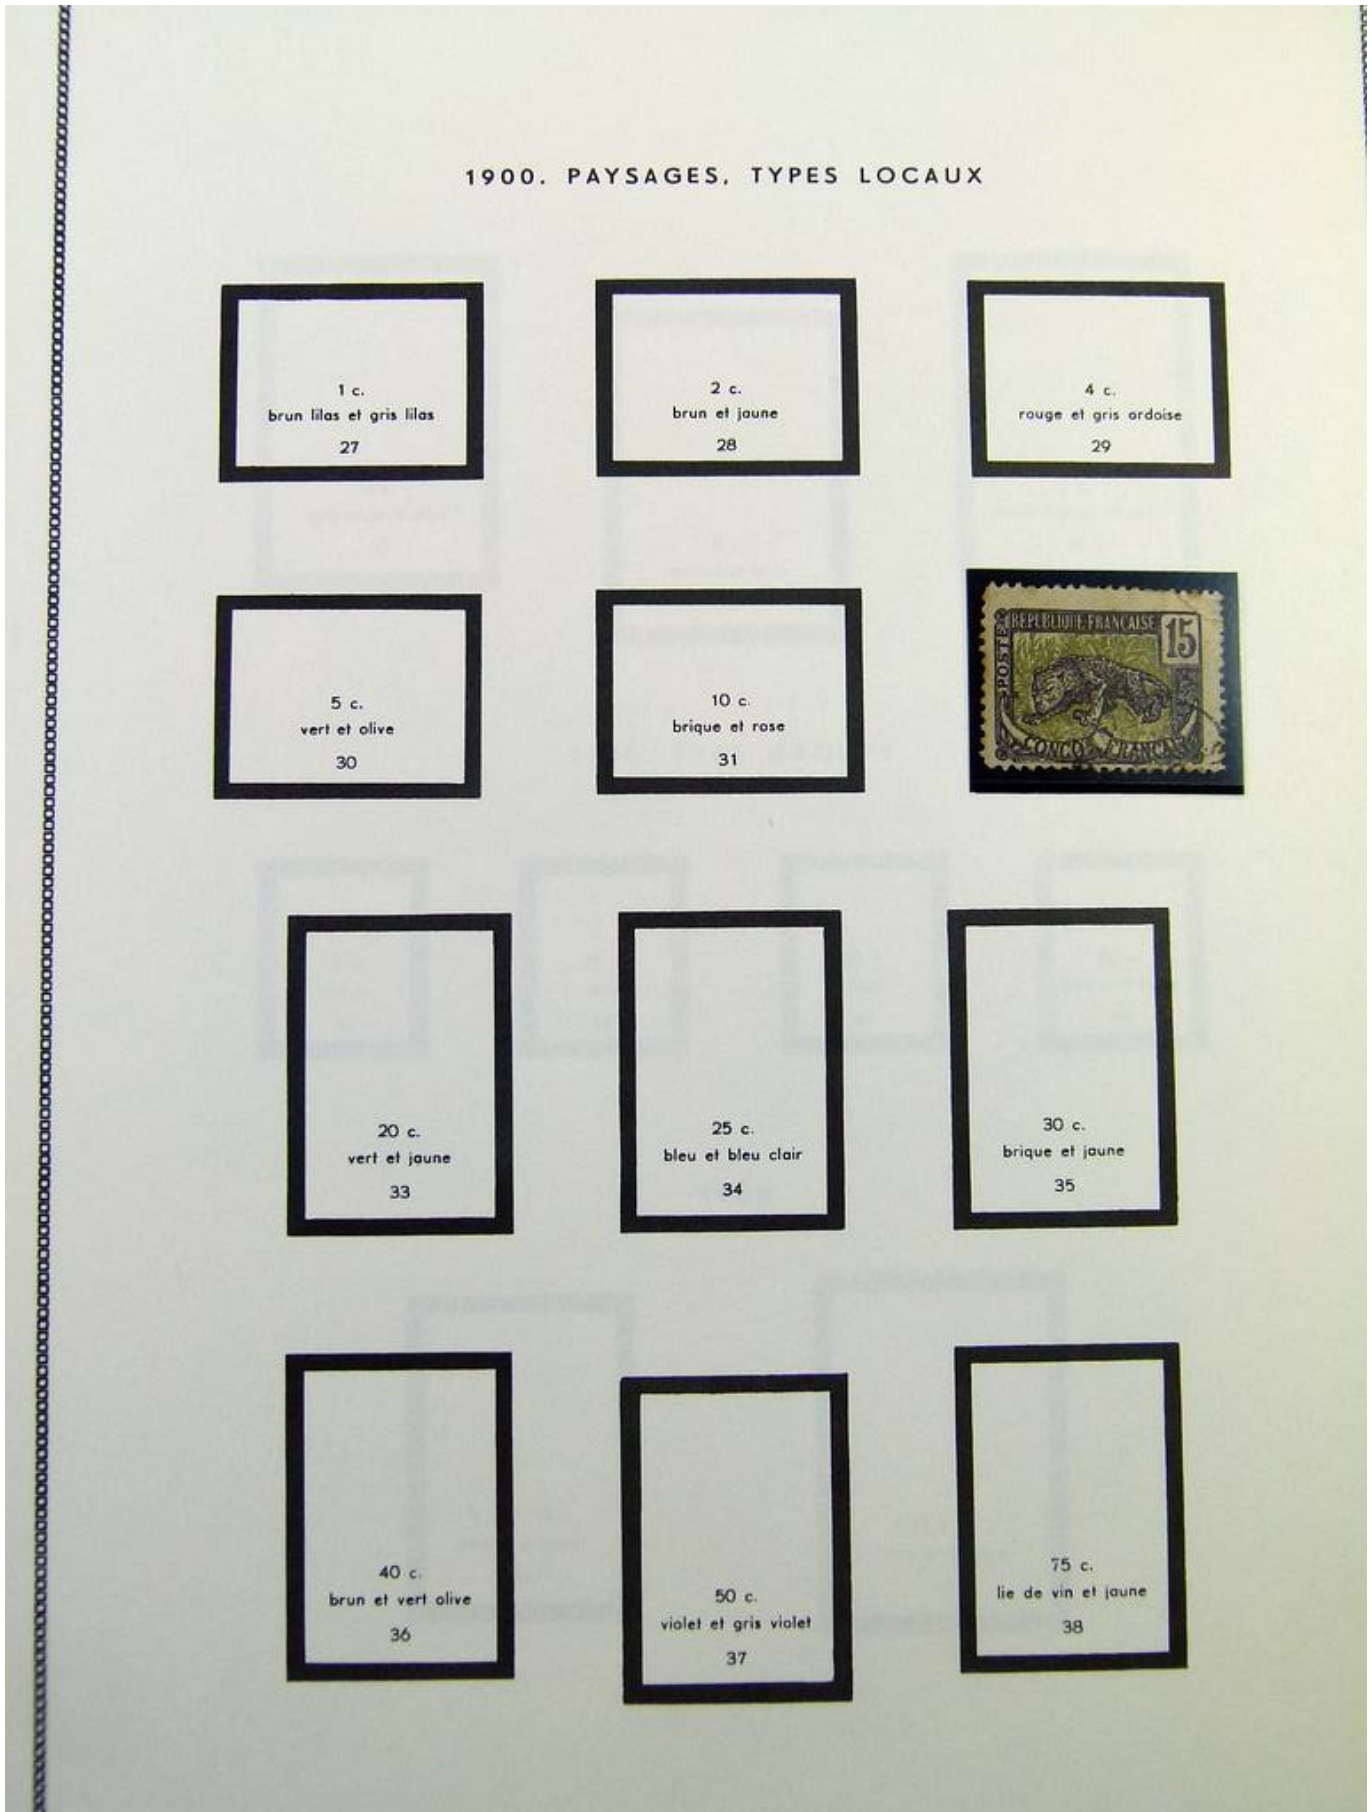 1900. PAYSAGES, TYPES LOCAUX
1 c.
brun lilas et gris lilas
27
2 c.
brun et jaune
28
4 c.
rouge et gris ordoise
29
5 c.
vert et olive
30
10 c.
brique et rose
31
REPUBLIQUE FRANÇAISE
15
POSTES
CONGO FRANÇAIS
20 c.
vert et jaune
33
25 c.
bleu et bleu clair
34
30 c.
brique et jaune
35
40 c.
brun et vert olive
36
50 c.
violet et gris violet
37
75 c.
lie de vin et jaune
38